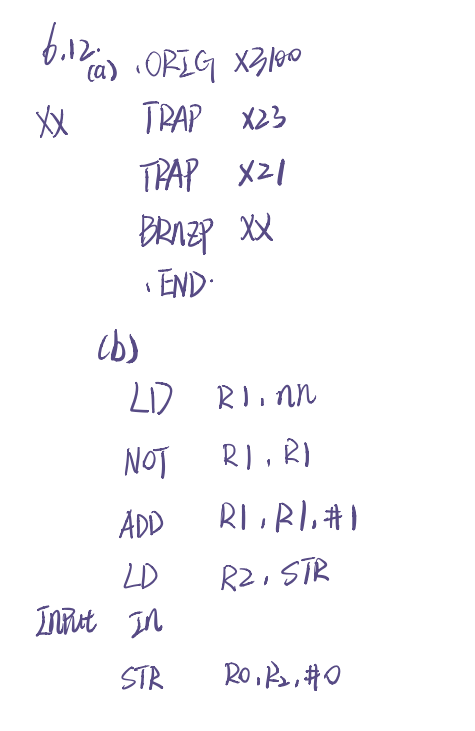 6.12.
(a) .ORIG X3100
XX TRAP X23
TRAP X21
BRNZP XX
.END.
(b)
LD R1, nn
NOT R1, R1
ADD R1, R1, #1
LD R2, STR
INPut IN
STR R0, R2, #0